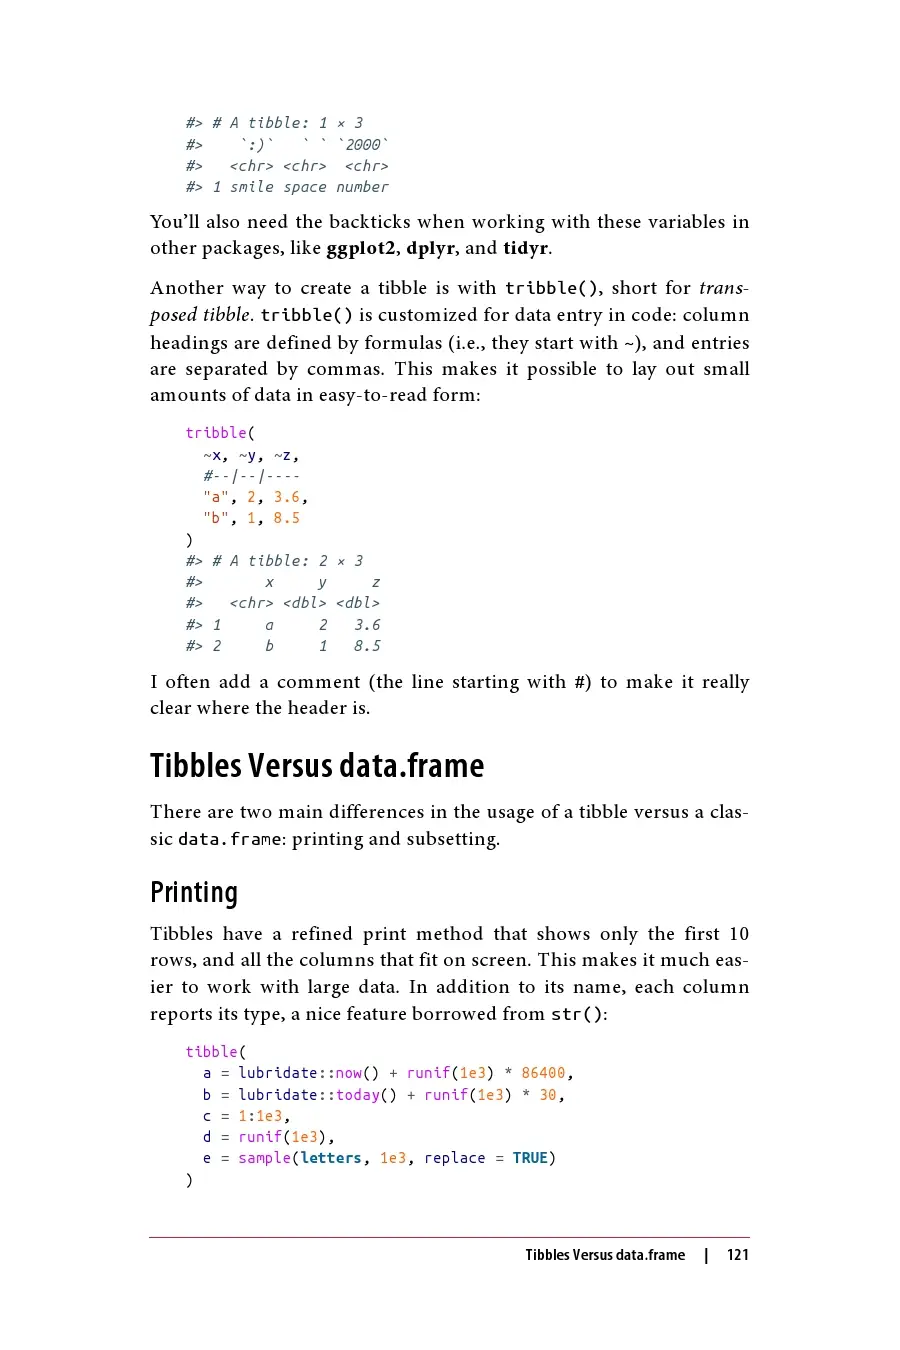 #> # A tibble: 1 × 3
#>    `:)`   ` ` `2000`
#>   <chr> <chr>  <chr>
#> 1 smile space number
You’ll also need the backticks when working with these variables in
other packages, like ggplot2, dplyr, and tidyr.
Another way to create a tibble is with tribble(), short for trans-
posed tibble. tribble() is customized for data entry in code: column
headings are defined by formulas (i.e., they start with ~), and entries
are separated by commas. This makes it possible to lay out small
amounts of data in easy-to-read form:
tribble(
  ~x, ~y, ~z,
  #--|--|----
  "a", 2, 3.6,
  "b", 1, 8.5
)
#> # A tibble: 2 × 3
#>       x     y     z
#>   <chr> <dbl> <dbl>
#> 1     a     2   3.6
#> 2     b     1   8.5
I often add a comment (the line starting with #) to make it really
clear where the header is.
Tibbles Versus data.frame
There are two main differences in the usage of a tibble versus a clas-
sic data.frame: printing and subsetting.
Printing
Tibbles have a refined print method that shows only the first 10
rows, and all the columns that fit on screen. This makes it much eas-
ier to work with large data. In addition to its name, each column
reports its type, a nice feature borrowed from str():
tibble(
  a = lubridate::now() + runif(1e3) * 86400,
  b = lubridate::today() + runif(1e3) * 30,
  c = 1:1e3,
  d = runif(1e3),
  e = sample(letters, 1e3, replace = TRUE)
)
Tibbles Versus data.frame | 121